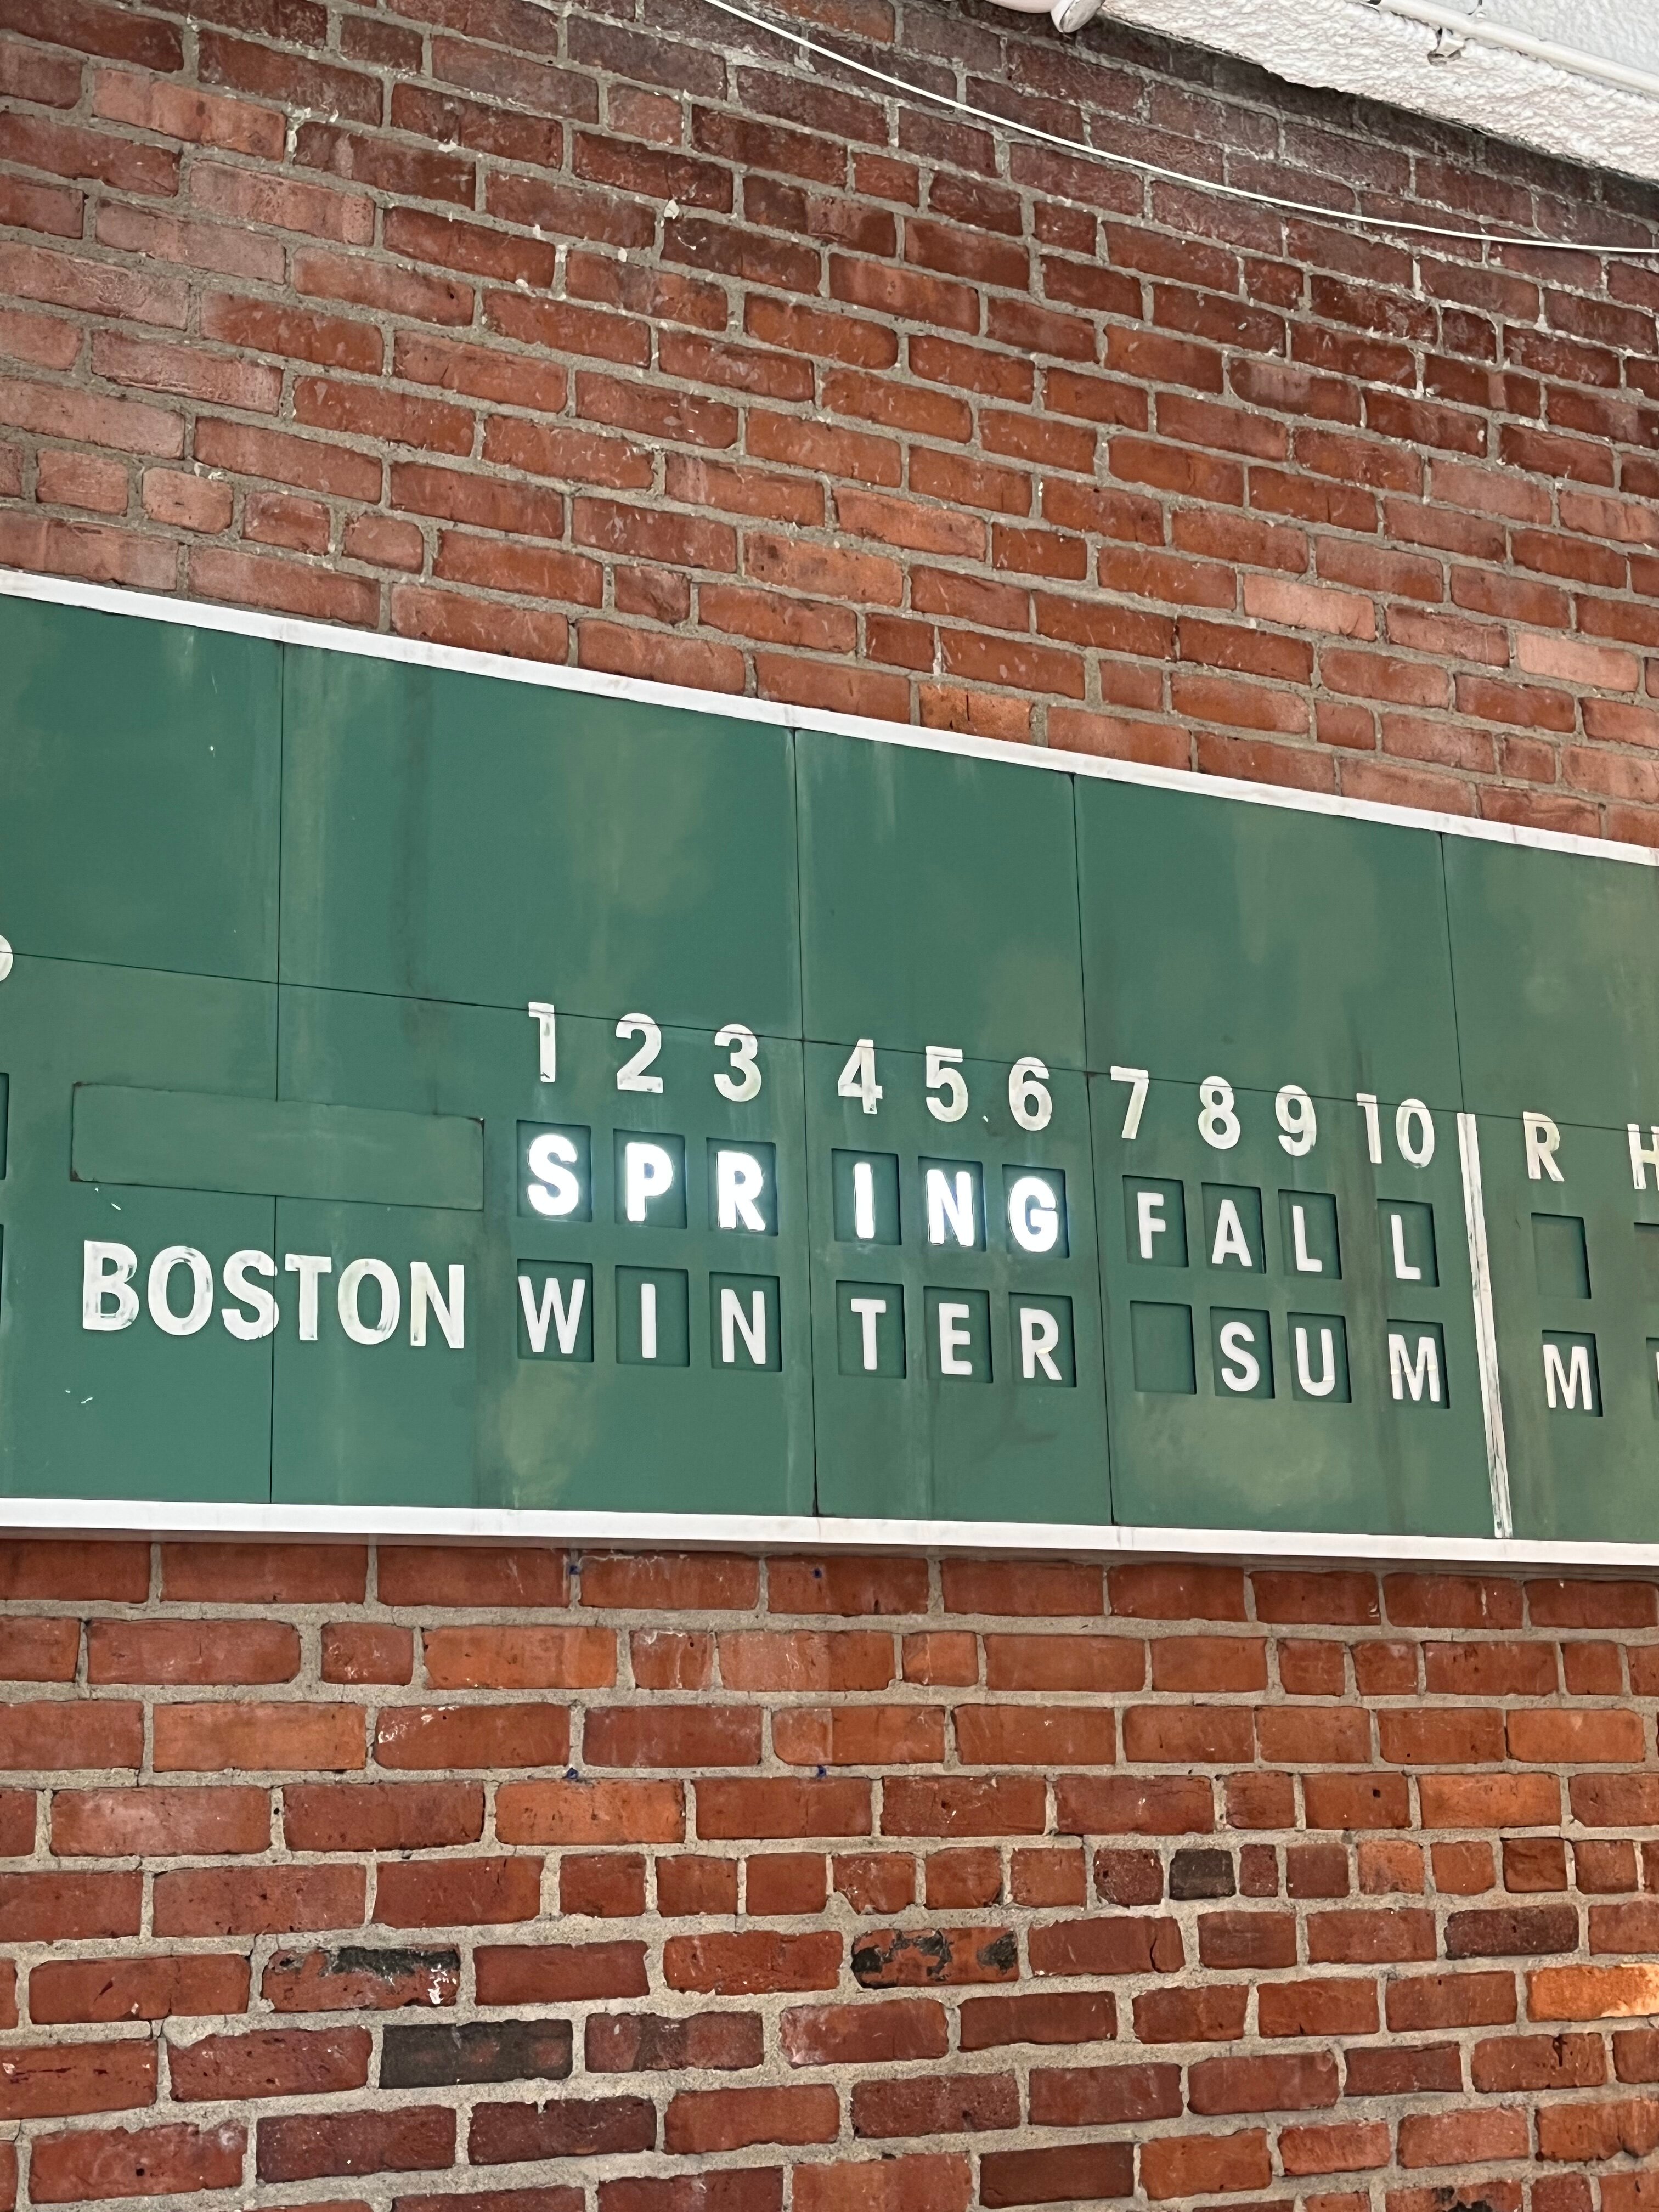 1 2 3 4 5 6 7 8 9 10 R H
SPRING FALL
BOSTON WINTER SUM M